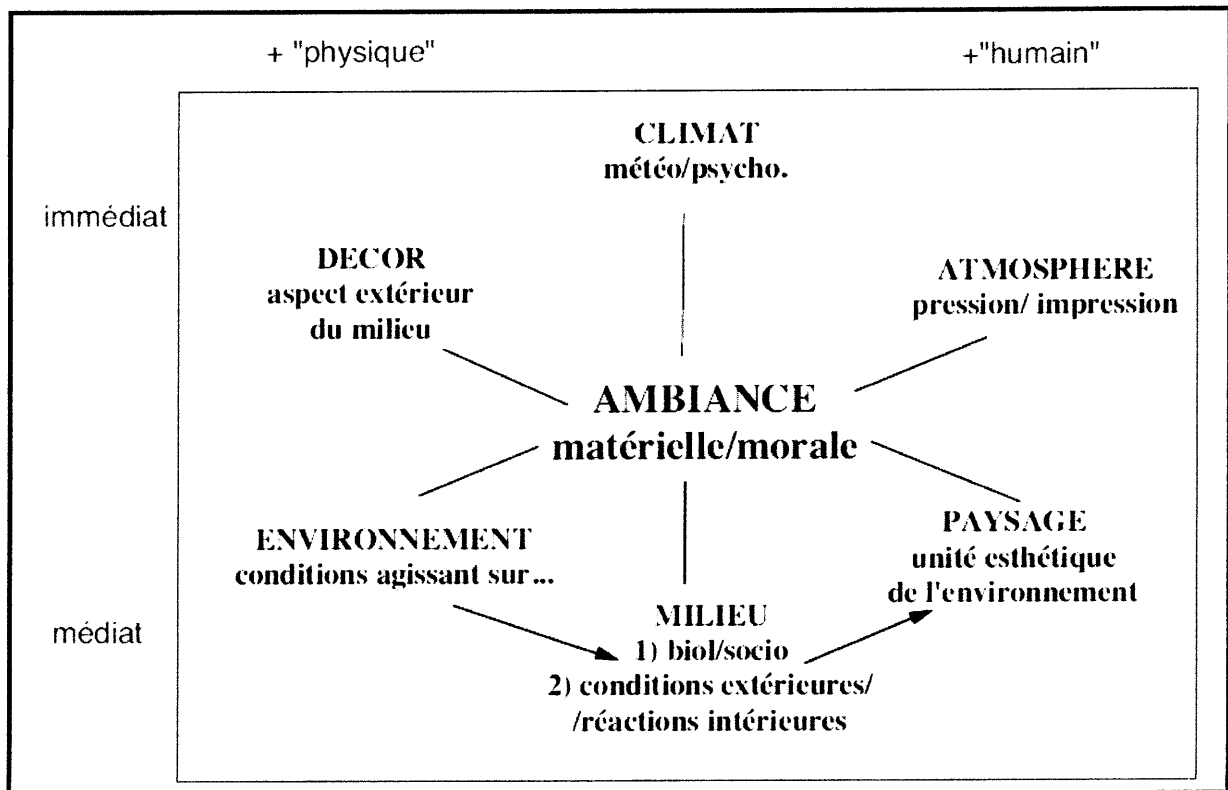 + "physique"
+"humain"
CLIMAT
météo/psycho.
immédiat
DECOR
aspect extérieur
du milieu
ATMOSPHERE
pression/ impression
AMBIANCE
matérielle/morale
ENVIRONNEMENT
conditions agissant sur...
PAYSAGE
unité esthétique
de l'environnement
médiat
MILIEU
1) biol/socio
2) conditions extérieures/
/réactions intérieures